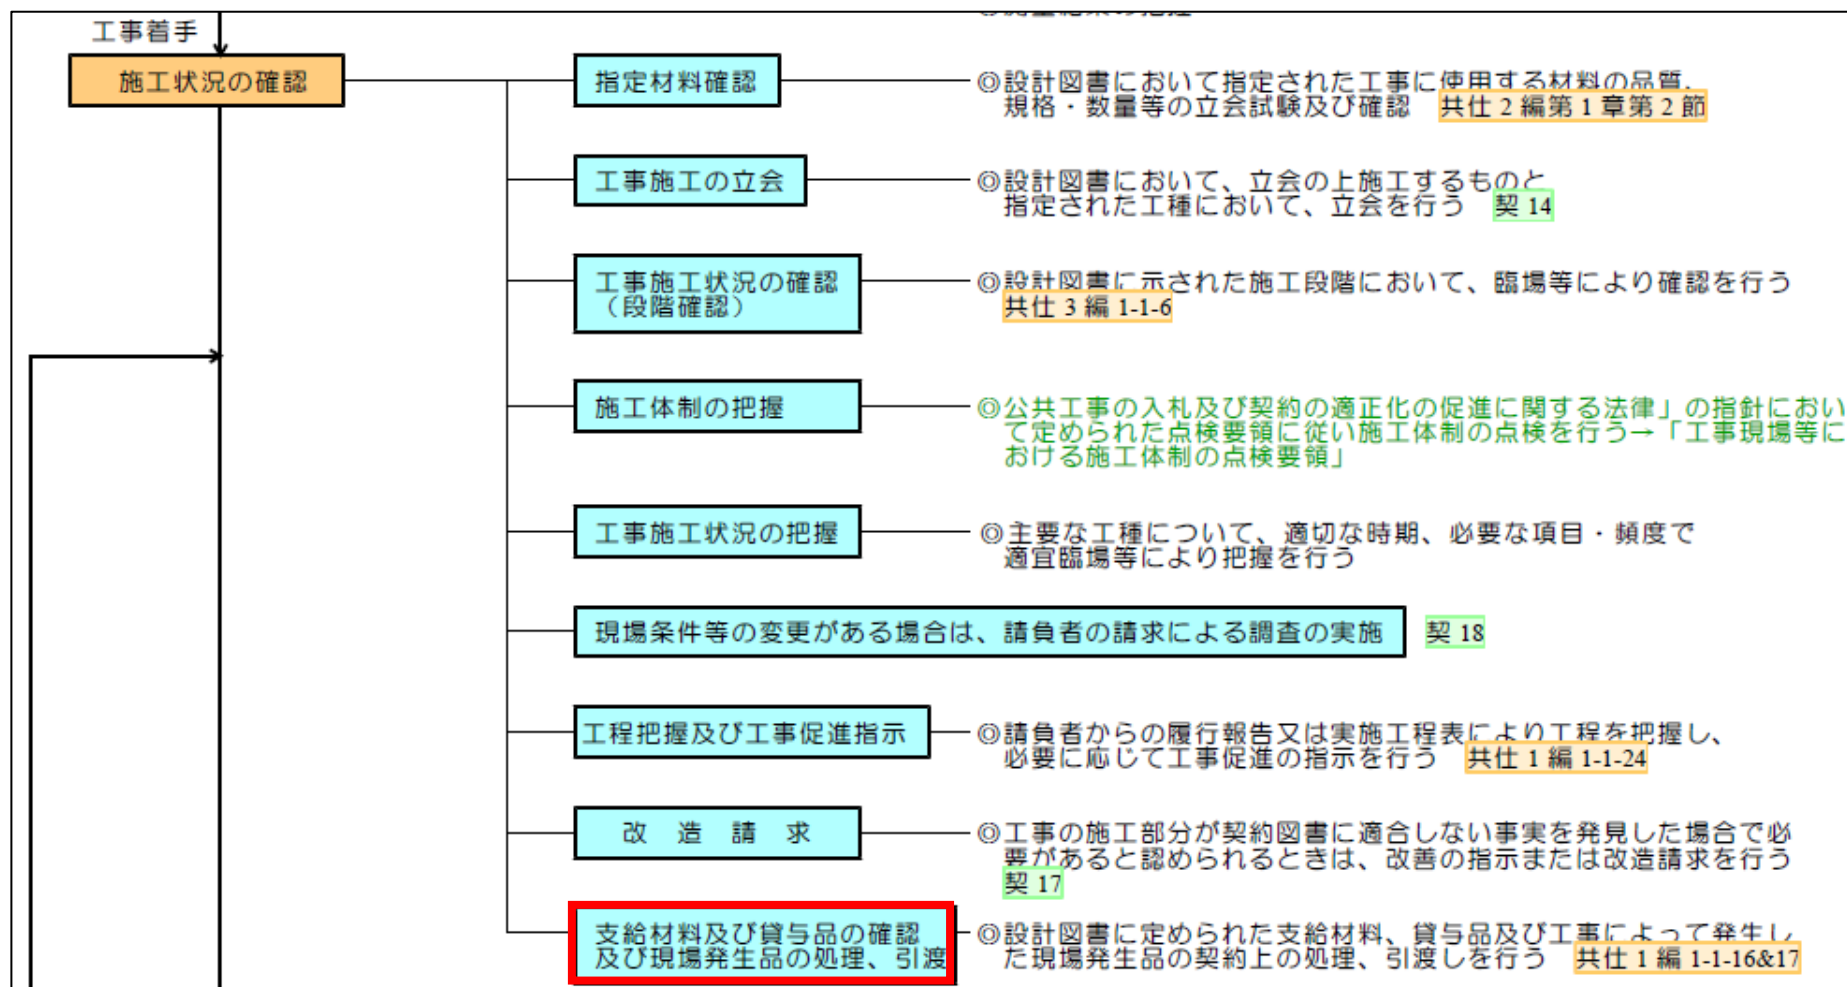 工事着手
施工状況の確認
指定材料確認
◎設計図書において指定された工事に使用する材料の品質、
規格・数量等の立会試験及び確認 共仕 2 編第 1 章第 2 節
工事施工の立会
◎設計図書において、立会の上施工するものと
指定された工種において、立会を行う 契 14
工事施工状況の確認
（段階確認）
◎設計図書に示された施工段階において、臨場等により確認を行う
共仕 3 編 1-1-6
施工体制の把握
◎公共工事の入札及び契約の適正化の促進に関する法律」の指針におい
て定められた点検要領に従い施工体制の点検を行う→「工事現場等に
おける施工体制の点検要領」
工事施工状況の把握
◎主要な工種について、適切な時期、必要な項目・頻度で
適宜臨場等により把握を行う
現場条件等の変更がある場合は、請負者の請求による調査の実施 契 18
工程把握及び工事促進指示
◎請負者からの履行報告又は実施工程表により工程を把握し、
必要に応じて工事促進の指示を行う 共仕 1 編 1-1-24
改 造 請 求
◎工事の施工部分が契約図書に適合しない事実を発見した場合で必
要があると認められるときは、改善の指示または改造請求を行う
契 17
支給材料及び貸与品の確認
及び現場発生品の処理、引渡
◎設計図書に定められた支給材料、貸与品及び工事によって発生し
た現場発生品の契約上の処理、引渡しを行う 共仕 1 編 1-1-16&17